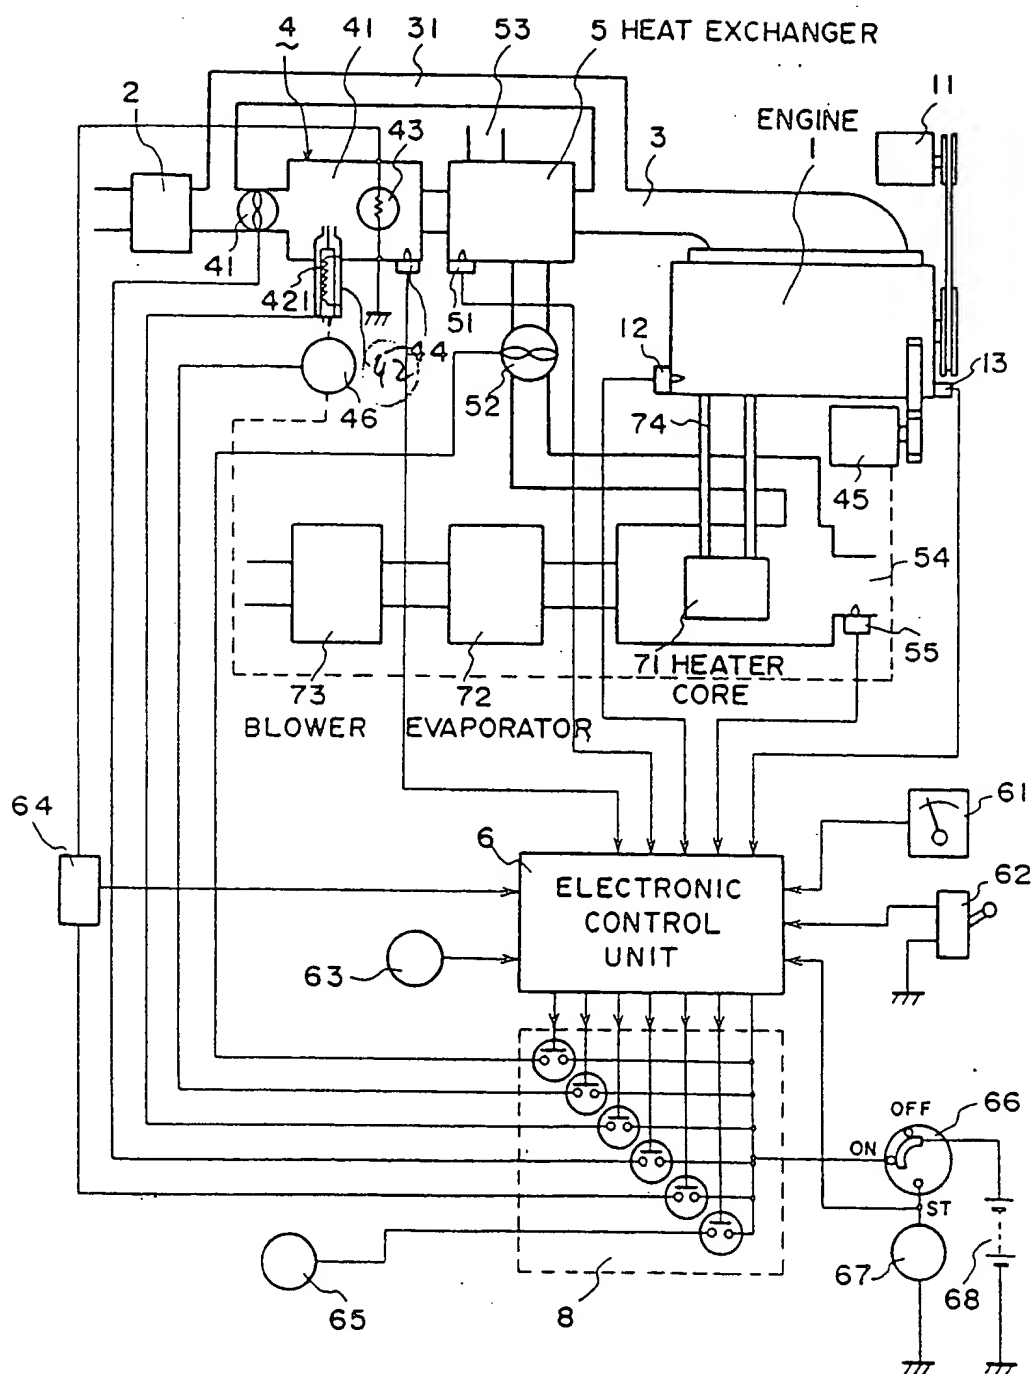 4 41 31 53 5 HEAT EXCHANGER
2
43
ENGINE
1
11
3
41
421
51
44
42
46
52
12
13
74
45
54
55
71 HEATER
CORE
73
BLOWER
72
EVAPORATOR
64
61
6
ELECTRONIC
CONTROL
UNIT
62
63
OFF
66
ON
ST
67
68
65
8